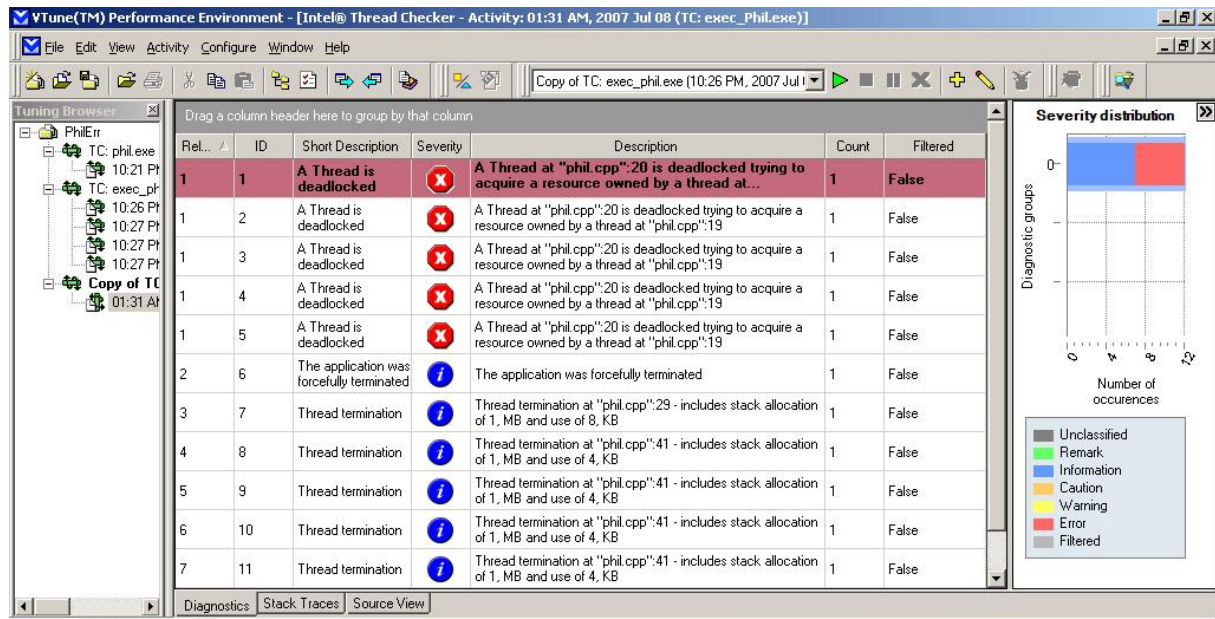 VTune(TM) Performance Environment - [Intel® Thread Checker - Activity: 01:31 AM, 2007 Jul 08 (TC: exec_Phil.exe)]
File Edit View Activity Configure Window Help
Copy of TC: exec_phil.exe (10:26 PM, 2007 Jul
Tuning Browser
PhilErr
TC: phil.exe
10:21 PM
TC: exec_ph
10:26 PM
10:27 PM
10:27 PM
10:27 PM
Copy of TC
01:31 AM
Drag a column header here to group by that column
Rel... ID Short Description Severity Description Count Filtered
1 1 A Thread is deadlocked A Thread at "phil.cpp":20 is deadlocked trying to acquire a resource owned by a thread at... 1 False
1 2 A Thread is deadlocked A Thread at "phil.cpp":20 is deadlocked trying to acquire a resource owned by a thread at "phil.cpp":19 1 False
1 3 A Thread is deadlocked A Thread at "phil.cpp":20 is deadlocked trying to acquire a resource owned by a thread at "phil.cpp":19 1 False
1 4 A Thread is deadlocked A Thread at "phil.cpp":20 is deadlocked trying to acquire a resource owned by a thread at "phil.cpp":19 1 False
1 5 A Thread is deadlocked A Thread at "phil.cpp":20 is deadlocked trying to acquire a resource owned by a thread at "phil.cpp":19 1 False
2 6 The application was forcefully terminated The application was forcefully terminated 1 False
3 7 Thread termination Thread termination at "phil.cpp":29 - includes stack allocation of 1, MB and use of 8, KB 1 False
4 8 Thread termination Thread termination at "phil.cpp":41 - includes stack allocation of 1, MB and use of 4, KB 1 False
5 9 Thread termination Thread termination at "phil.cpp":41 - includes stack allocation of 1, MB and use of 4, KB 1 False
6 10 Thread termination Thread termination at "phil.cpp":41 - includes stack allocation of 1, MB and use of 4, KB 1 False
7 11 Thread termination Thread termination at "phil.cpp":41 - includes stack allocation of 1, MB and use of 4, KB 1 False
Diagnostics Stack Traces Source View
Severity distribution
Diagnostic groups
0
0 4 8 12
Number of
occurences
Unclassified
Remark
Information
Caution
Warning
Error
Filtered